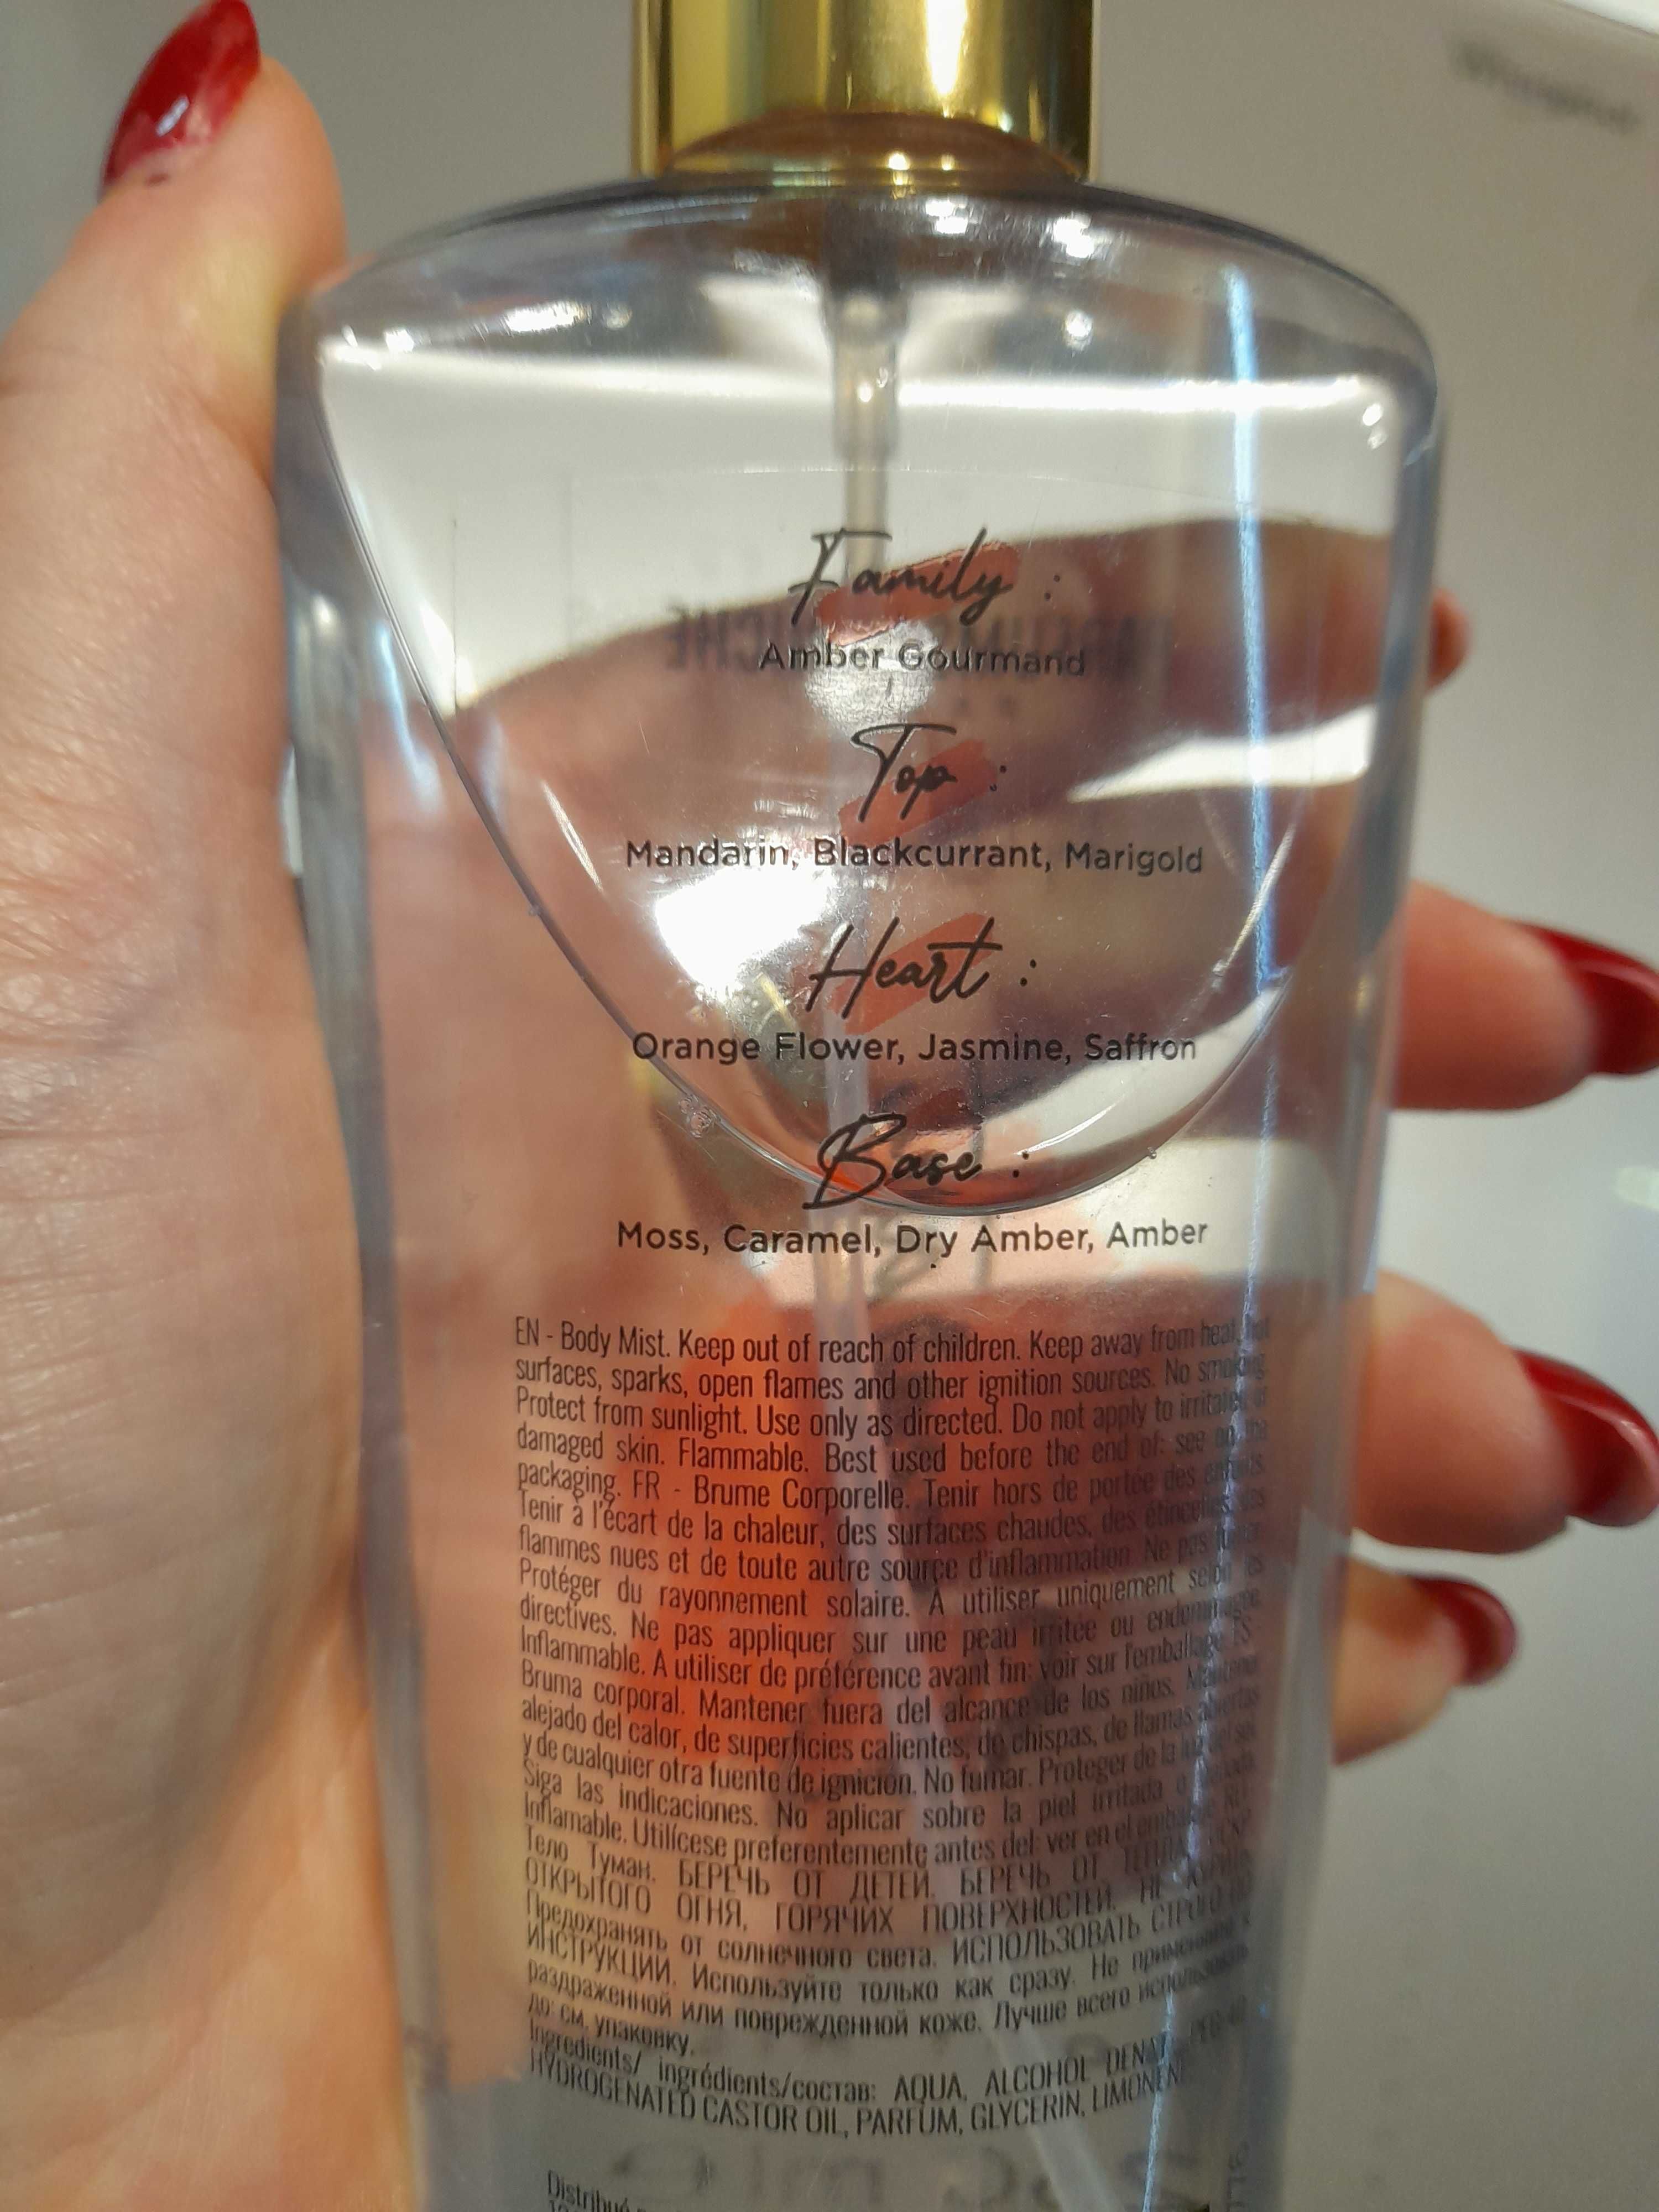 Family :
Amber Gourmand
Top :
Mandarin, Blackcurrant, Marigold
Heart :
Orange Flower, Jasmine, Saffron
Base :
Moss, Caramel, Dry Amber, Amber
EN - Body Mist. Keep out of reach of children. Keep away from heat, hot
surfaces, sparks, open flames and other ignition sources. No smoking
Protect from sunlight. Use only as directed. Do not apply to irritated or
damaged skin. Flammable. Best used before the end of: see on the
packaging. FR - Brume Corporelle. Tenir hors de portée des enfants.
Tenir à l'écart de la chaleur, des surfaces chaudes, des étincelles, des
flammes nues et de toute autre source d'inflammation. Ne pas fumer.
Protéger du rayonnement solaire. A utiliser uniquement selon les
directives. Ne pas appliquer sur une peau irritée ou endommagée.
Inflammable. A utiliser de préférence avant fin: voir sur l'emballage ES-
Bruma corporal. Mantener fuera del alcance de los niños. Mantener
alejado del calor, de superficies calientes, de chispas, de llamas abiertas
y de cualquier otra fuente de ignición. No fumar. Proteger de la luz del sol.
Siga las indicaciones. No aplicar sobre la piel irritada o
Inflamable. Utilícese preferentemente antes del: ver en el embalaje RU-
Тело Туман. БЕРЕЧЬ ОТ ДЕТЕЙ. БЕРЕЧЬ ОТ ТЕПЛА,
ОТКРЫТОГО ОГНЯ, ГОРЯЧИХ ПОВЕРХНОСТЕЙ. НЕ КУРИТЬ
Предохранять от солнечного света. ИСПОЛЬЗОВАТЬ СТРОГО ПО
ИНСТРУКЦИИ. Используйте только как сразу. Не применять к
раздраженной или поврежденной коже. Лучше всего использовать
до: см. упаковку.
Ingredients/ ingrédients/состав: AQUA, ALCOHOL DENAT., PEG-40
HYDROGENATED CASTOR OIL, PARFUM, GLYCERIN, LIMONENE
Distribué